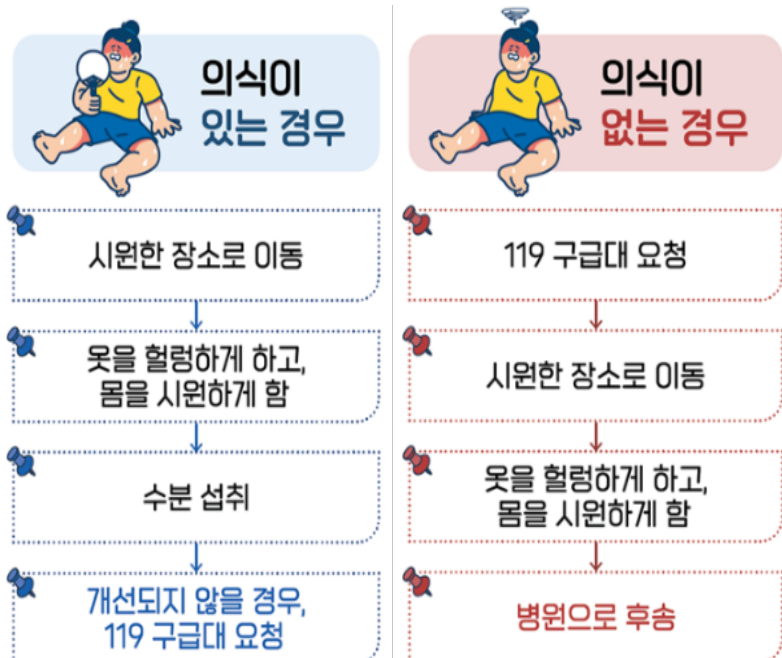 의식이
있는 경우
시원한 장소로 이동
옷을 헐렁하게 하고,
몸을 시원하게 함
수분 섭취
개선되지 않을 경우,
119 구급대 요청
의식이
없는 경우
119 구급대 요청
시원한 장소로 이동
옷을 헐렁하게 하고,
몸을 시원하게 함
병원으로 후송